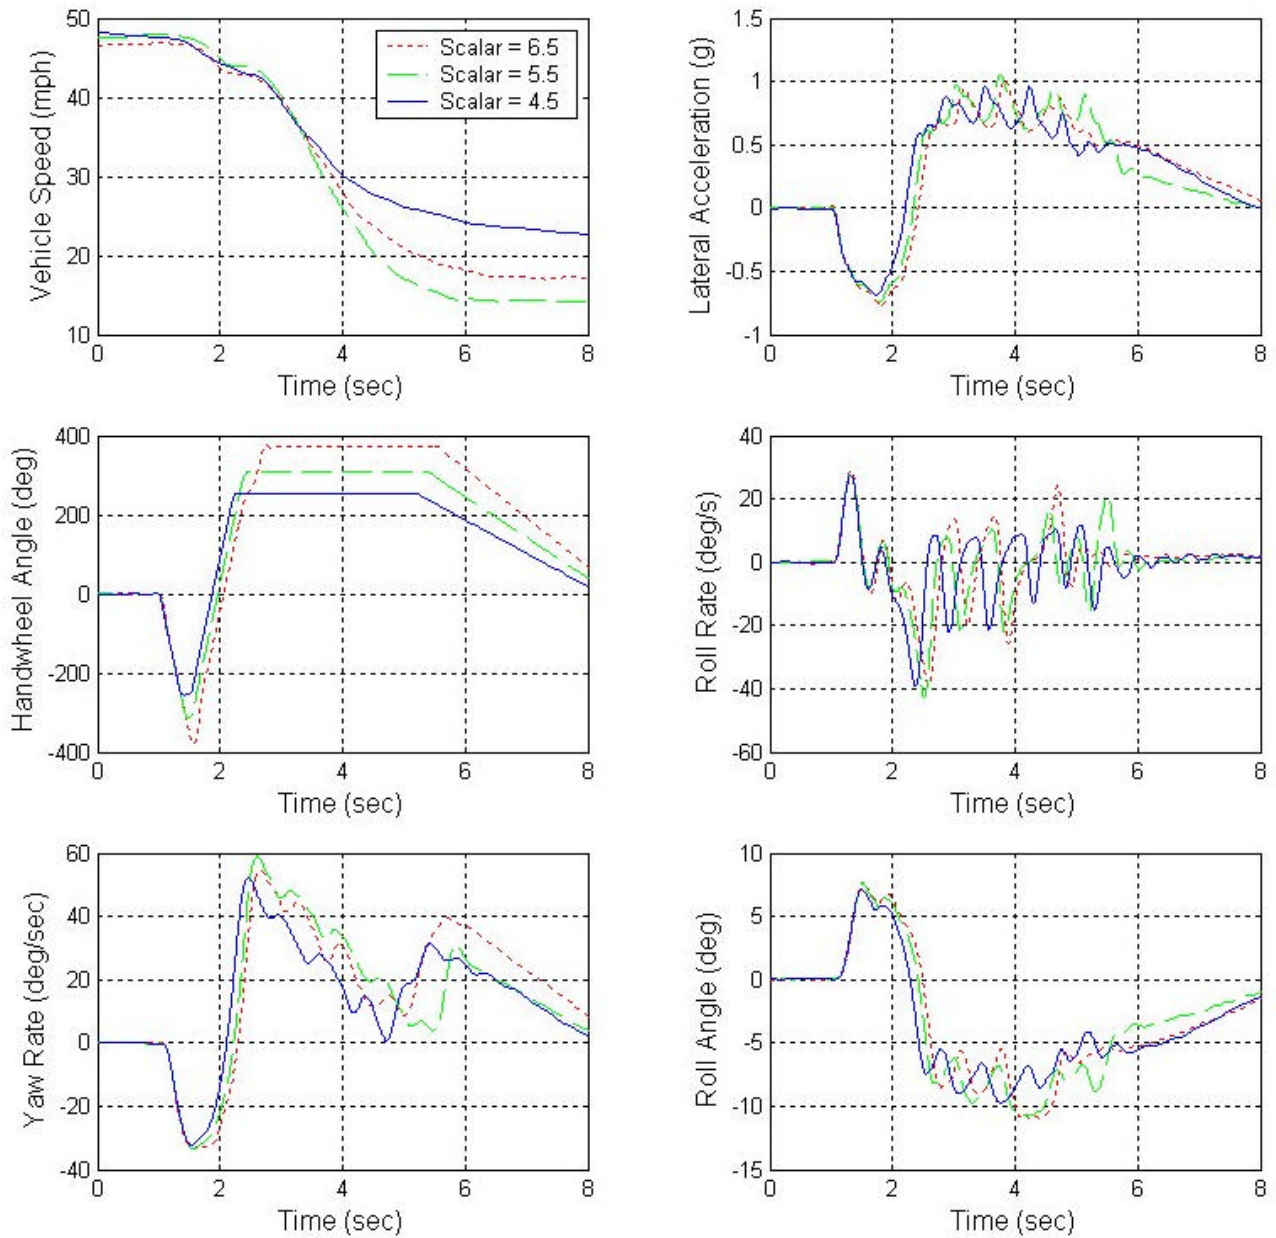 50
40
30
20
10
Vehicle Speed (mph)
Scalar = 6.5
Scalar = 5.5
Scalar = 4.5
0 2 4 6 8
Time (sec)
1.5
1
0.5
0
-0.5
-1
Lateral Acceleration (g)
0 2 4 6 8
Time (sec)
400
200
0
-200
-400
Handwheel Angle (deg)
0 2 4 6 8
Time (sec)
40
20
0
-20
-40
-60
Roll Rate (deg/s)
0 2 4 6 8
Time (sec)
60
40
20
0
-20
-40
Yaw Rate (deg/sec)
0 2 4 6 8
Time (sec)
10
5
0
-5
-10
-15
Roll Angle (deg)
0 2 4 6 8
Time (sec)